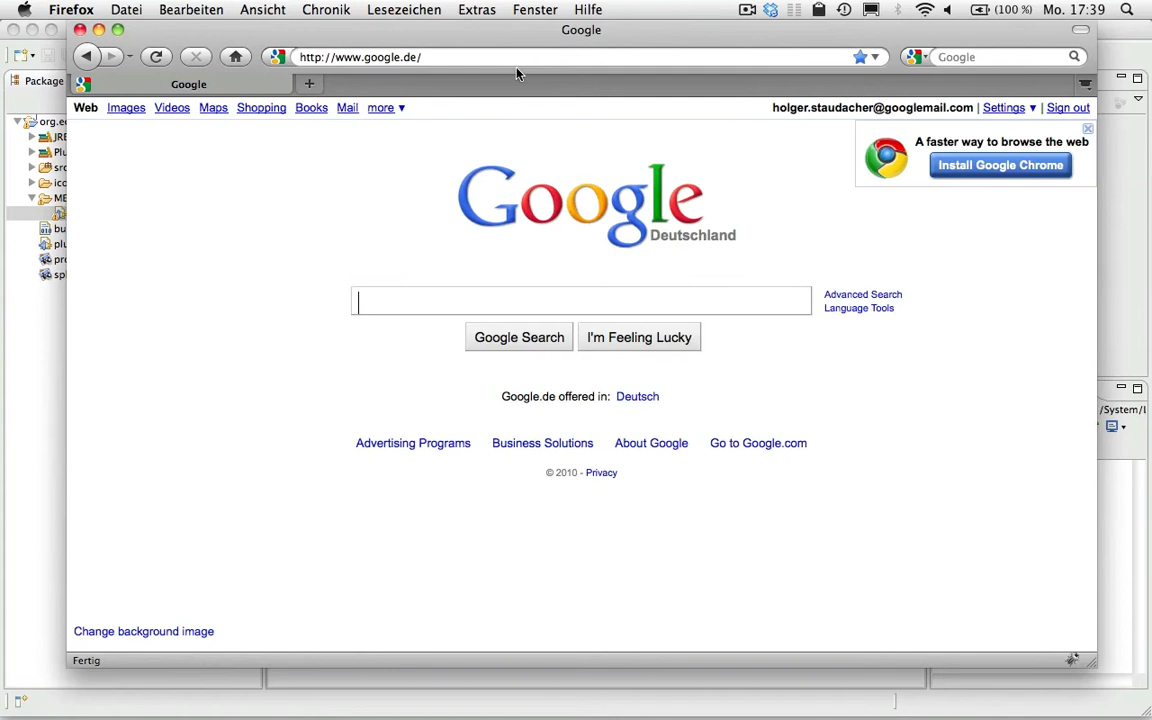 Firefox Datei Bearbeiten Ansicht Chronik Lesezeichen Extras Fenster Hilfe (100 %) Mo. 17:39
Google
http://www.google.de/ Google
Package
Google
Web Images Videos Maps Shopping Books Mail more ▼ holger.staudacher@googlemail.com | Settings ▼ | Sign out
org.ec
JRE
Plu
src
ico
ME
bu
plu
pro
spl
A faster way to browse the web
Install Google Chrome
Google
Deutschland
Advanced Search
Language Tools
Google Search I'm Feeling Lucky
Google.de offered in: Deutsch
/System/L
Advertising Programs Business Solutions About Google Go to Google.com
© 2010 - Privacy
Change background image
Fertig